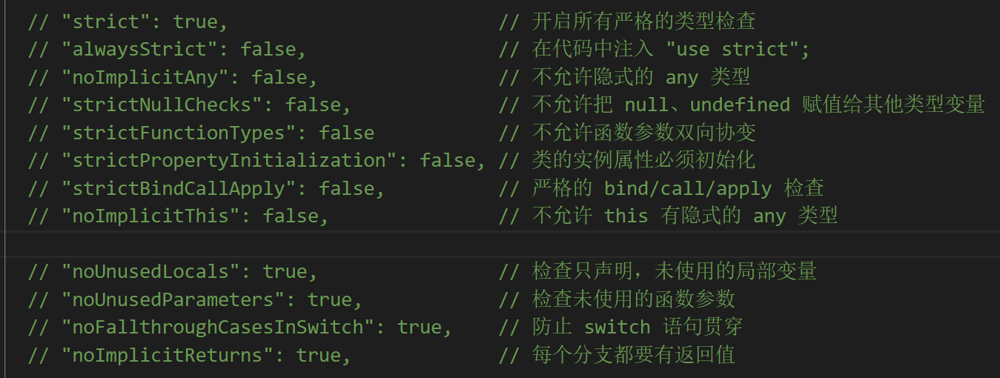 // "strict": true,                        // 开启所有严格的类型检查
// "alwaysStrict": false,                 // 在代码中注入 "use strict";
// "noImplicitAny": false,                // 不允许隐式的 any 类型
// "strictNullChecks": false,             // 不允许把 null、undefined 赋值给其他类型变量
// "strictFunctionTypes": false           // 不允许函数参数双向协变
// "strictPropertyInitialization": false, // 类的实例属性必须初始化
// "strictBindCallApply": false,          // 严格的 bind/call/apply 检查
// "noImplicitThis": false,               // 不允许 this 有隐式的 any 类型
// "noUnusedLocals": true,                // 检查只声明，未使用的局部变量
// "noUnusedParameters": true,            // 检查未使用的函数参数
// "noFallthroughCasesInSwitch": true,    // 防止 switch 语句贯穿
// "noImplicitReturns": true,             // 每个分支都要有返回值